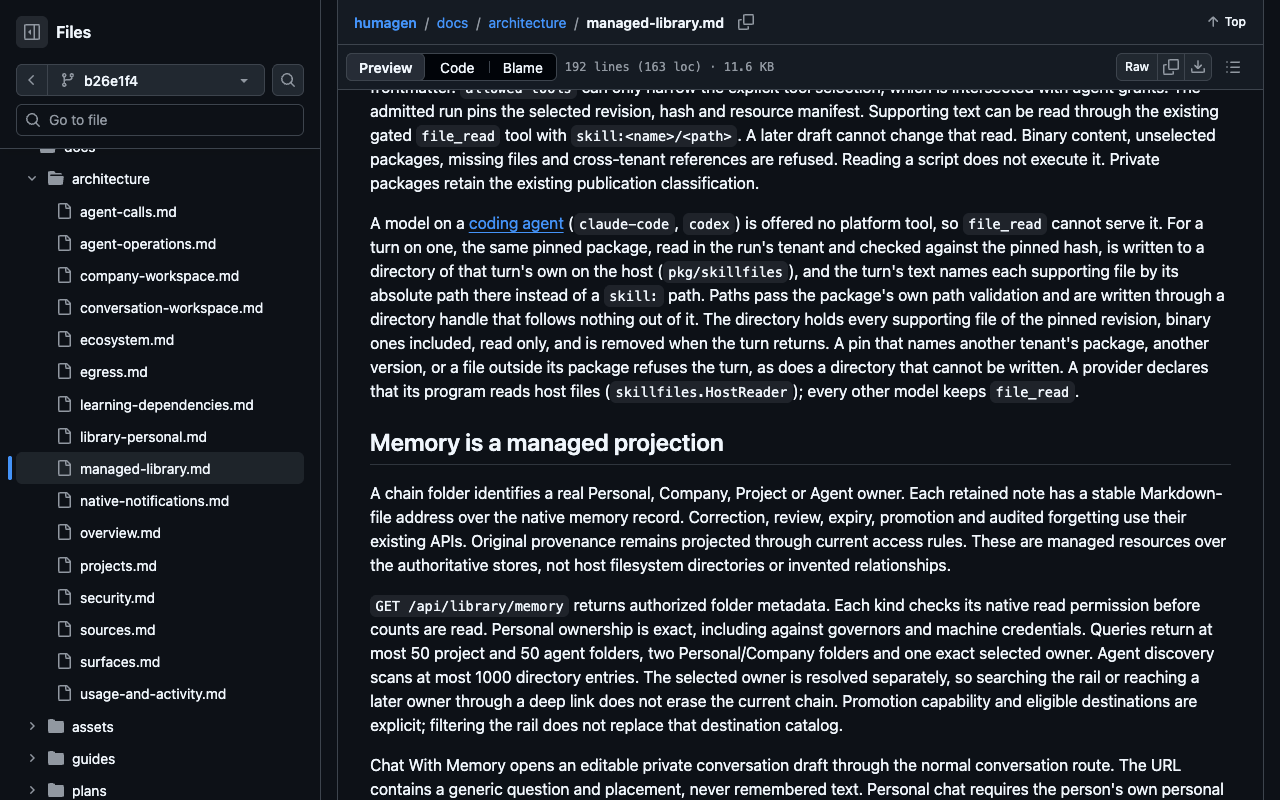 Files
b26e1f4
Go to file
docs
architecture
agent-calls.md
agent-operations.md
company-workspace.md
conversation-workspace.md
ecosystem.md
egress.md
learning-dependencies.md
library-personal.md
managed-library.md
native-notifications.md
overview.md
projects.md
security.md
sources.md
surfaces.md
usage-and-activity.md
assets
guides
plans
humagen / docs / architecture / managed-library.md
Top
Preview Code Blame 192 lines (163 loc) · 11.6 KB Raw
frontmatter. allowed-tools can only narrow the explicit tool selection, which is intersected with agent grants. The
admitted run pins the selected revision, hash and resource manifest. Supporting text can be read through the existing
gated file_read tool with skill:<name>/<path>. A later draft cannot change that read. Binary content, unselected
packages, missing files and cross-tenant references are refused. Reading a script does not execute it. Private
packages retain the existing publication classification.
A model on a coding agent (claude-code, codex) is offered no platform tool, so file_read cannot serve it. For a
turn on one, the same pinned package, read in the run's tenant and checked against the pinned hash, is written to a
directory of that turn's own on the host (pkg/skillfiles), and the turn's text names each supporting file by its
absolute path there instead of a skill: path. Paths pass the package's own path validation and are written through a
directory handle that follows nothing out of it. The directory holds every supporting file of the pinned revision, binary
ones included, read only, and is removed when the turn returns. A pin that names another tenant's package, another
version, or a file outside its package refuses the turn, as does a directory that cannot be written. A provider declares
that its program reads host files (skillfiles.HostReader); every other model keeps file_read.
Memory is a managed projection
A chain folder identifies a real Personal, Company, Project or Agent owner. Each retained note has a stable Markdown-
file address over the native memory record. Correction, review, expiry, promotion and audited forgetting use their
existing APIs. Original provenance remains projected through current access rules. These are managed resources over
the authoritative stores, not host filesystem directories or invented relationships.
GET /api/library/memory returns authorized folder metadata. Each kind checks its native read permission before
counts are read. Personal ownership is exact, including against governors and machine credentials. Queries return at
most 50 project and 50 agent folders, two Personal/Company folders and one exact selected owner. Agent discovery
scans at most 1000 directory entries. The selected owner is resolved separately, so searching the rail or reaching a
later owner through a deep link does not erase the current chain. Promotion capability and eligible destinations are
explicit; filtering the rail does not replace that destination catalog.
Chat With Memory opens an editable private conversation draft through the normal conversation route. The URL
contains a generic question and placement, never remembered text. Personal chat requires the person's own personal